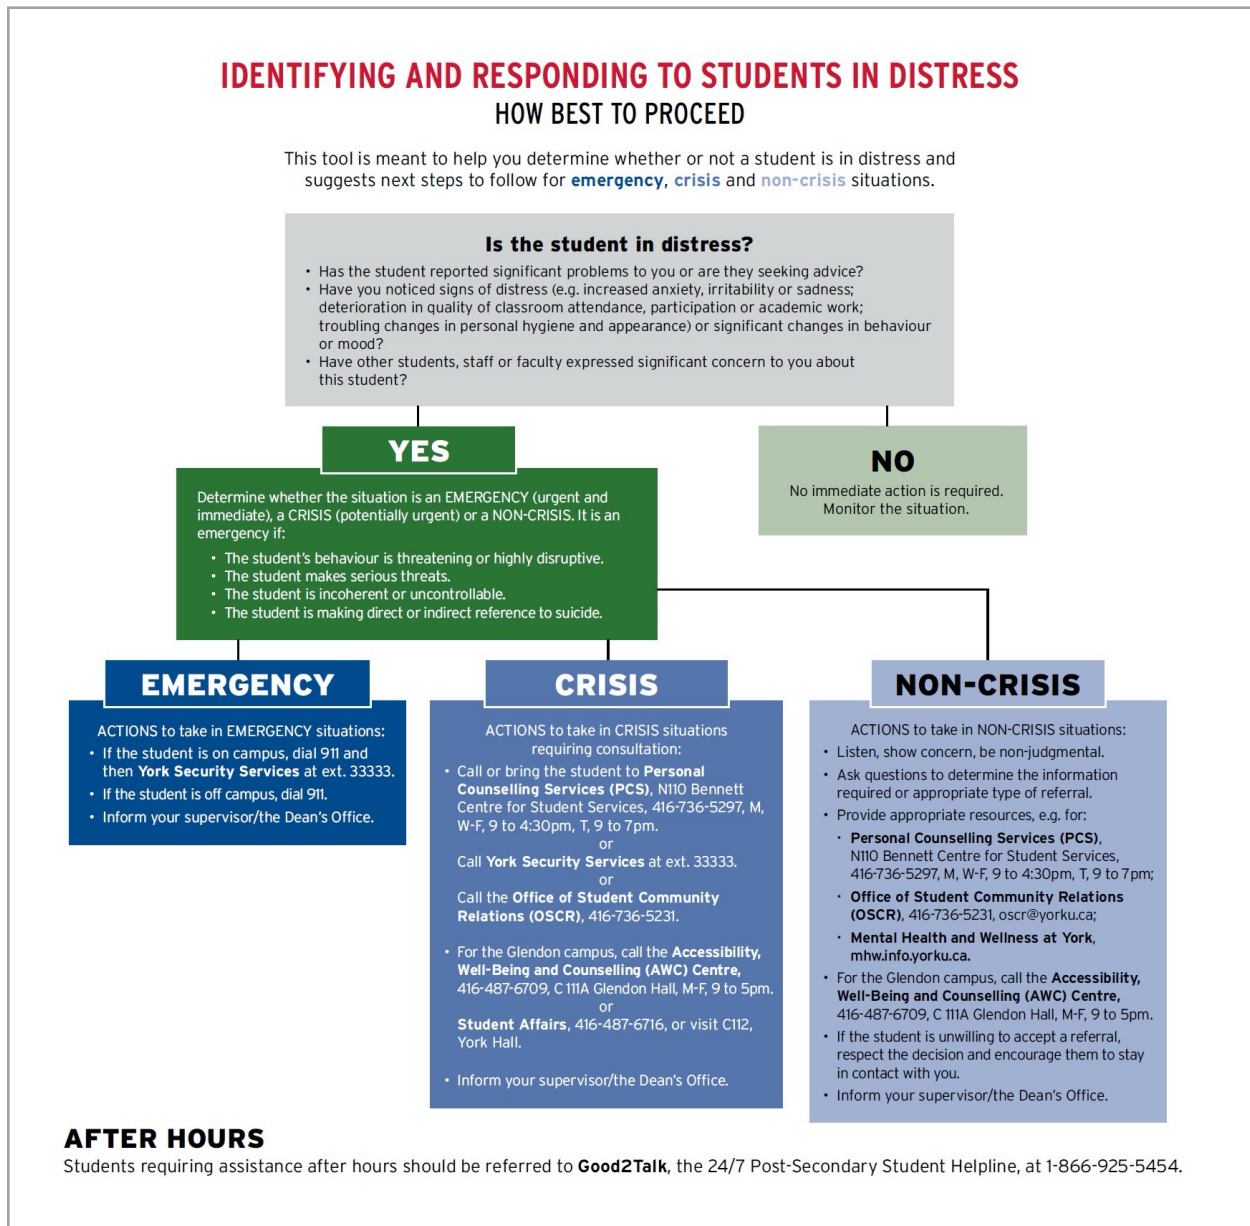 IDENTIFYING AND RESPONDING TO STUDENTS IN DISTRESS
HOW BEST TO PROCEED
This tool is meant to help you determine whether or not a student is in distress and
suggests next steps to follow for emergency, crisis and non-crisis situations.
Is the student in distress?
• Has the student reported significant problems to you or are they seeking advice?
• Have you noticed signs of distress (e.g. increased anxiety, irritability or sadness;
deterioration in quality of classroom attendance, participation or academic work;
troubling changes in personal hygiene and appearance) or significant changes in behaviour
or mood?
• Have other students, staff or faculty expressed significant concern to you about
this student?
YES
Determine whether the situation is an EMERGENCY (urgent and
immediate), a CRISIS (potentially urgent) or a NON-CRISIS. It is an
emergency if:
• The student's behaviour is threatening or highly disruptive.
• The student makes serious threats.
• The student is incoherent or uncontrollable.
• The student is making direct or indirect reference to suicide.
NO
No immediate action is required.
Monitor the situation.
EMERGENCY
ACTIONS to take in EMERGENCY situations:
• If the student is on campus, dial 911 and
then York Security Services at ext. 33333.
• If the student is off campus, dial 911.
• Inform your supervisor/the Dean's Office.
CRISIS
ACTIONS to take in CRISIS situations
requiring consultation:
• Call or bring the student to Personal
Counselling Services (PCS), N110 Bennett
Centre for Student Services, 416-736-5297, M,
W-F, 9 to 4:30pm, T, 9 to 7pm.
or
Call York Security Services at ext. 33333.
or
Call the Office of Student Community
Relations (OSCR), 416-736-5231.
• For the Glendon campus, call the Accessibility,
Well-Being and Counselling (AWC) Centre,
416-487-6709, C 111A Glendon Hall, M-F, 9 to 5pm.
or
Student Affairs, 416-487-6716, or visit C112,
York Hall.
• Inform your supervisor/the Dean's Office.
NON-CRISIS
ACTIONS to take in NON-CRISIS situations:
• Listen, show concern, be non-judgmental.
• Ask questions to determine the information
required or appropriate type of referral.
• Provide appropriate resources, e.g. for:
• Personal Counselling Services (PCS),
N110 Bennett Centre for Student Services,
416-736-5297, M, W-F, 9 to 4:30pm, T, 9 to 7pm;
• Office of Student Community Relations
(OSCR), 416-736-5231, oscr@yorku.ca;
• Mental Health and Wellness at York,
mhw.info.yorku.ca.
• For the Glendon campus, call the Accessibility,
Well-Being and Counselling (AWC) Centre,
416-487-6709, C 111A Glendon Hall, M-F, 9 to 5pm.
• If the student is unwilling to accept a referral,
respect the decision and encourage them to stay
in contact with you.
• Inform your supervisor/the Dean's Office.
AFTER HOURS
Students requiring assistance after hours should be referred to Good2Talk, the 24/7 Post-Secondary Student Helpline, at 1-866-925-5454.